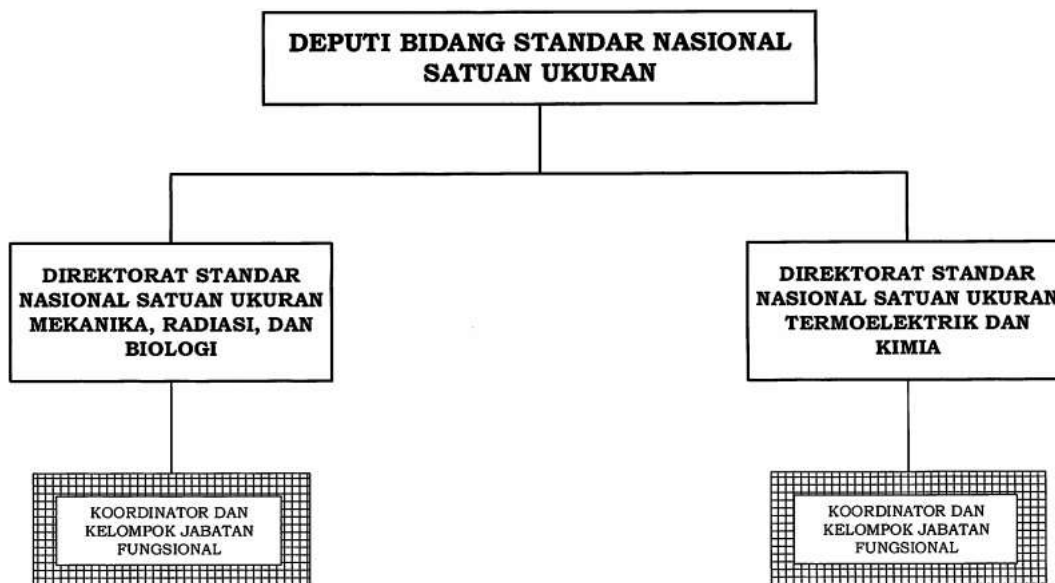 DEPUTI BIDANG STANDAR NASIONAL
SATUAN UKURAN
DIREKTORAT STANDAR
NASIONAL SATUAN UKURAN
MEKANIKA, RADIASI, DAN
BIOLOGI
DIREKTORAT STANDAR
NASIONAL SATUAN UKURAN
TERMOELEKTRIK DAN
KIMIA
KOORDINATOR DAN
KELOMPOK JABATAN
FUNGSIONAL
KOORDINATOR DAN
KELOMPOK JABATAN
FUNGSIONAL